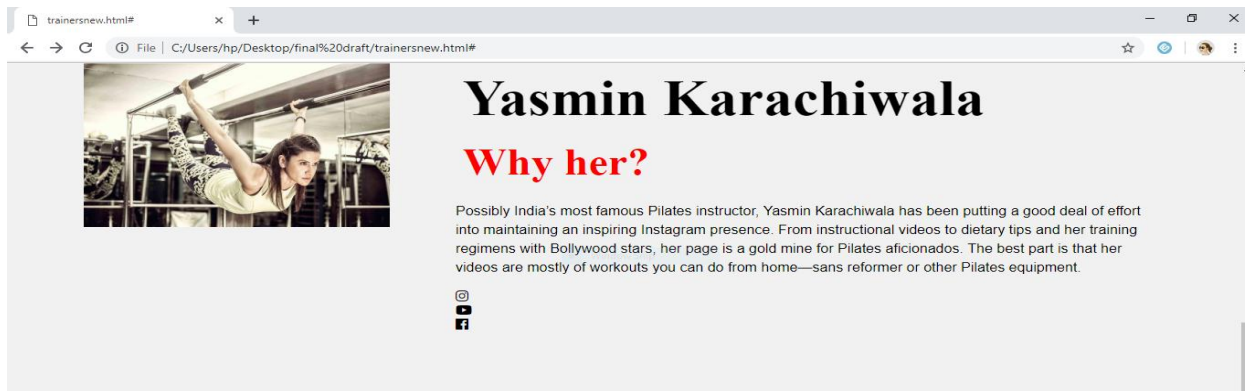 trainersnew.html#
File | C:/Users/hp/Desktop/final%20draft/trainersnew.html#
Yasmin Karachiwala
Why her?
Possibly India’s most famous Pilates instructor, Yasmin Karachiwala has been putting a good deal of effort
into maintaining an inspiring Instagram presence. From instructional videos to dietary tips and her training
regimens with Bollywood stars, her page is a gold mine for Pilates aficionados. The best part is that her
videos are mostly of workouts you can do from home—sans reformer or other Pilates equipment.